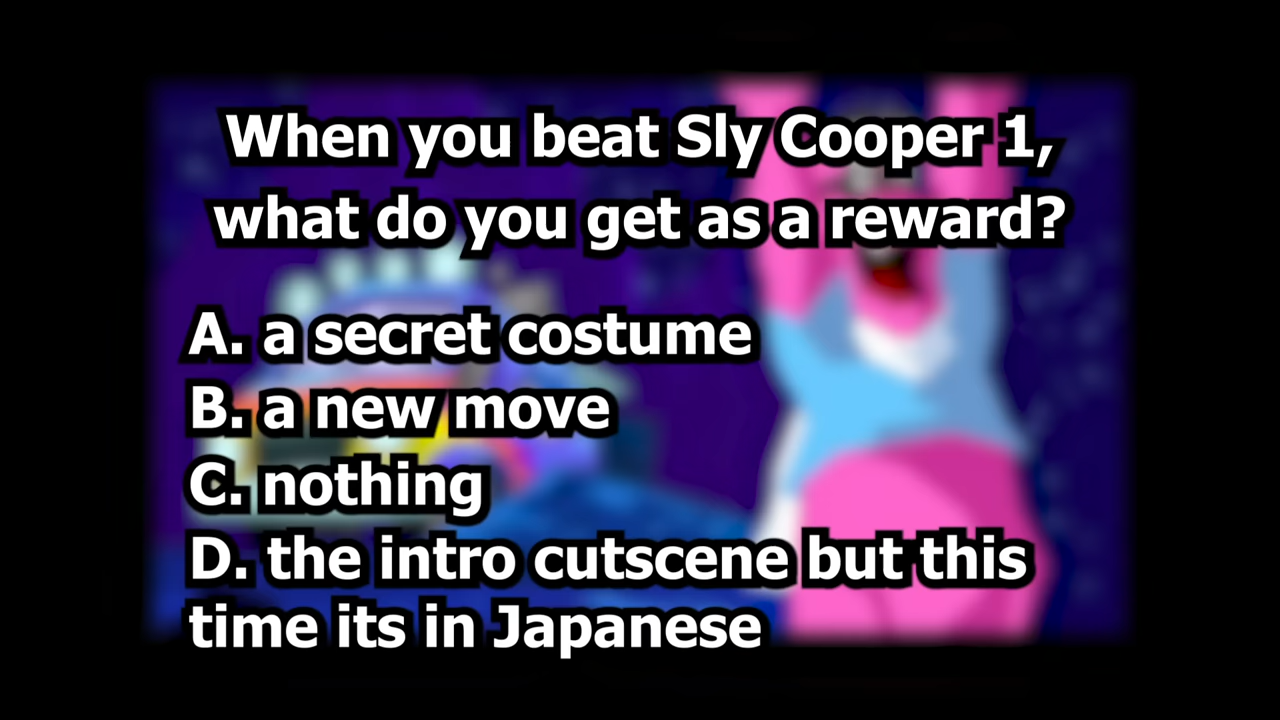 When you beat Sly Cooper 1,
what do you get as a reward?
A. a secret costume
B. a new move
C. nothing
D. the intro cutscene but this
time its in Japanese